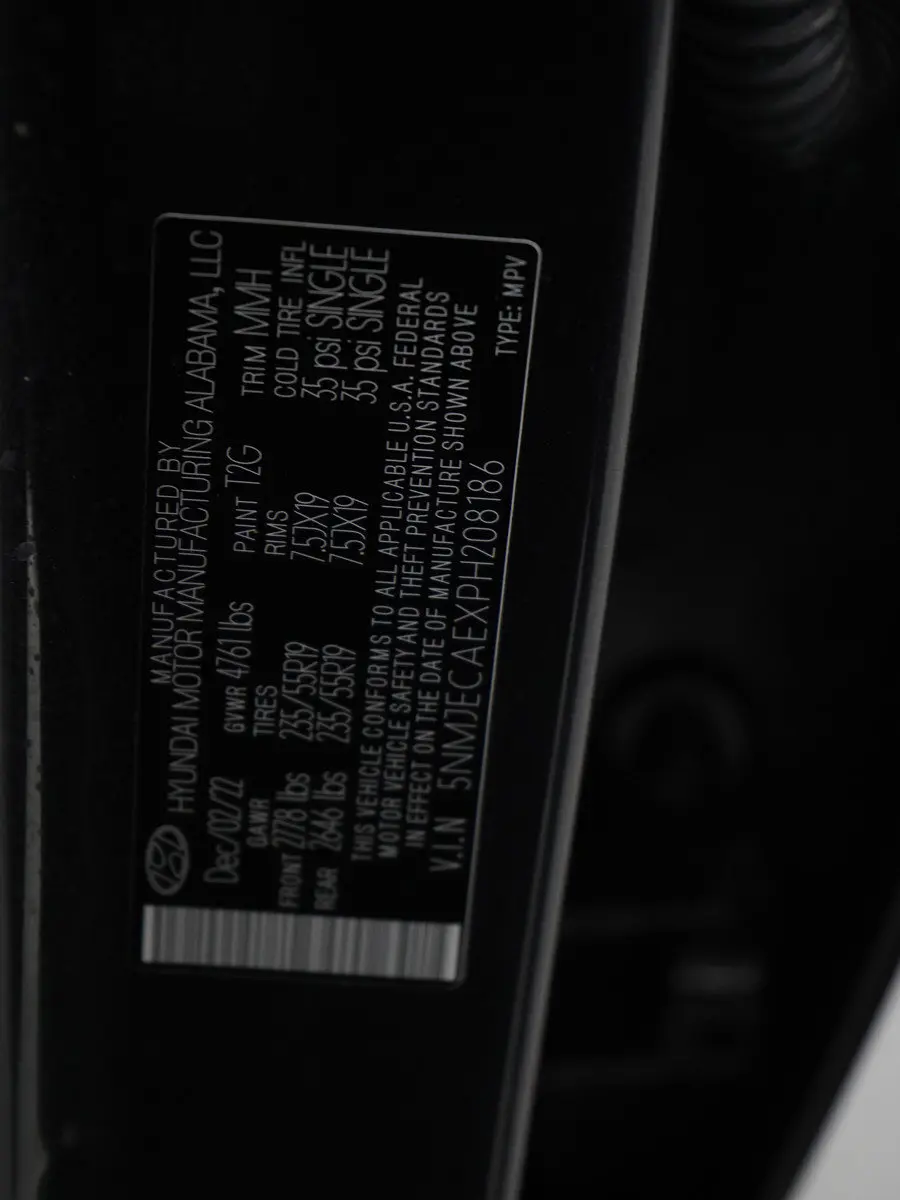 MANUFACTURED BY
HYUNDAI MOTOR MANUFACTURING ALABAMA, LLC
Dec/02/22 GVWR 4761 lbs PAINT T2G TRIM MMH
GAWR TIRES RIMS COLD TIRE INFL
FRONT 2778 lbs 235/55R19 7.5JX19 35 psi SINGLE
REAR 2646 lbs 235/55R19 7.5JX19 35 psi SINGLE
THIS VEHICLE CONFORMS TO ALL APPLICABLE U.S.A. FEDERAL
MOTOR VEHICLE SAFETY AND THEFT PREVENTION STANDARDS
IN EFFECT ON THE DATE OF MANUFACTURE SHOWN ABOVE
V.I.N 5NMJECAEXPH208186 TYPE: MPV